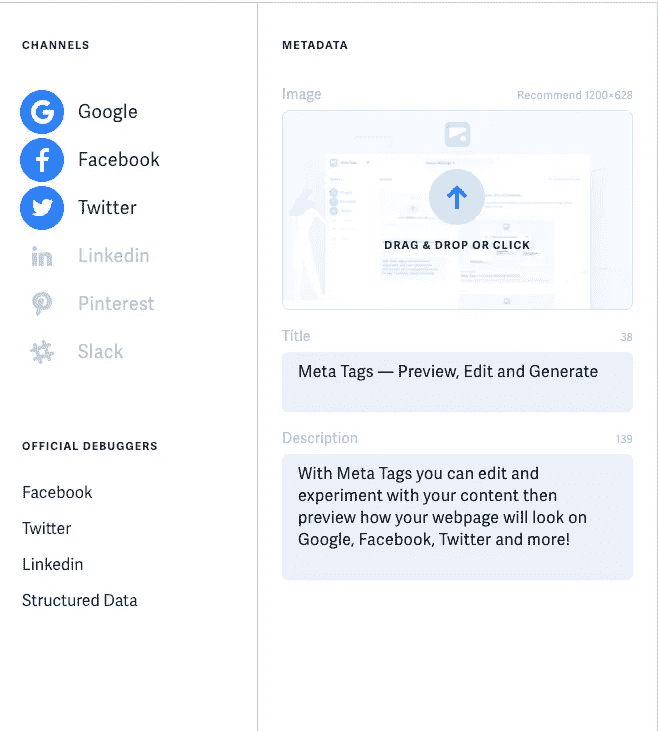 CHANNELS
Google
Facebook
Twitter
Linkedin
Pinterest
Slack
OFFICIAL DEBUGGERS
Facebook
Twitter
Linkedin
Structured Data
METADATA
Image
Recommend 1200×628
DRAG & DROP OR CLICK
Title
38
Meta Tags — Preview, Edit and Generate
Description
139
With Meta Tags you can edit and
experiment with your content then
preview how your webpage will look on
Google, Facebook, Twitter and more!